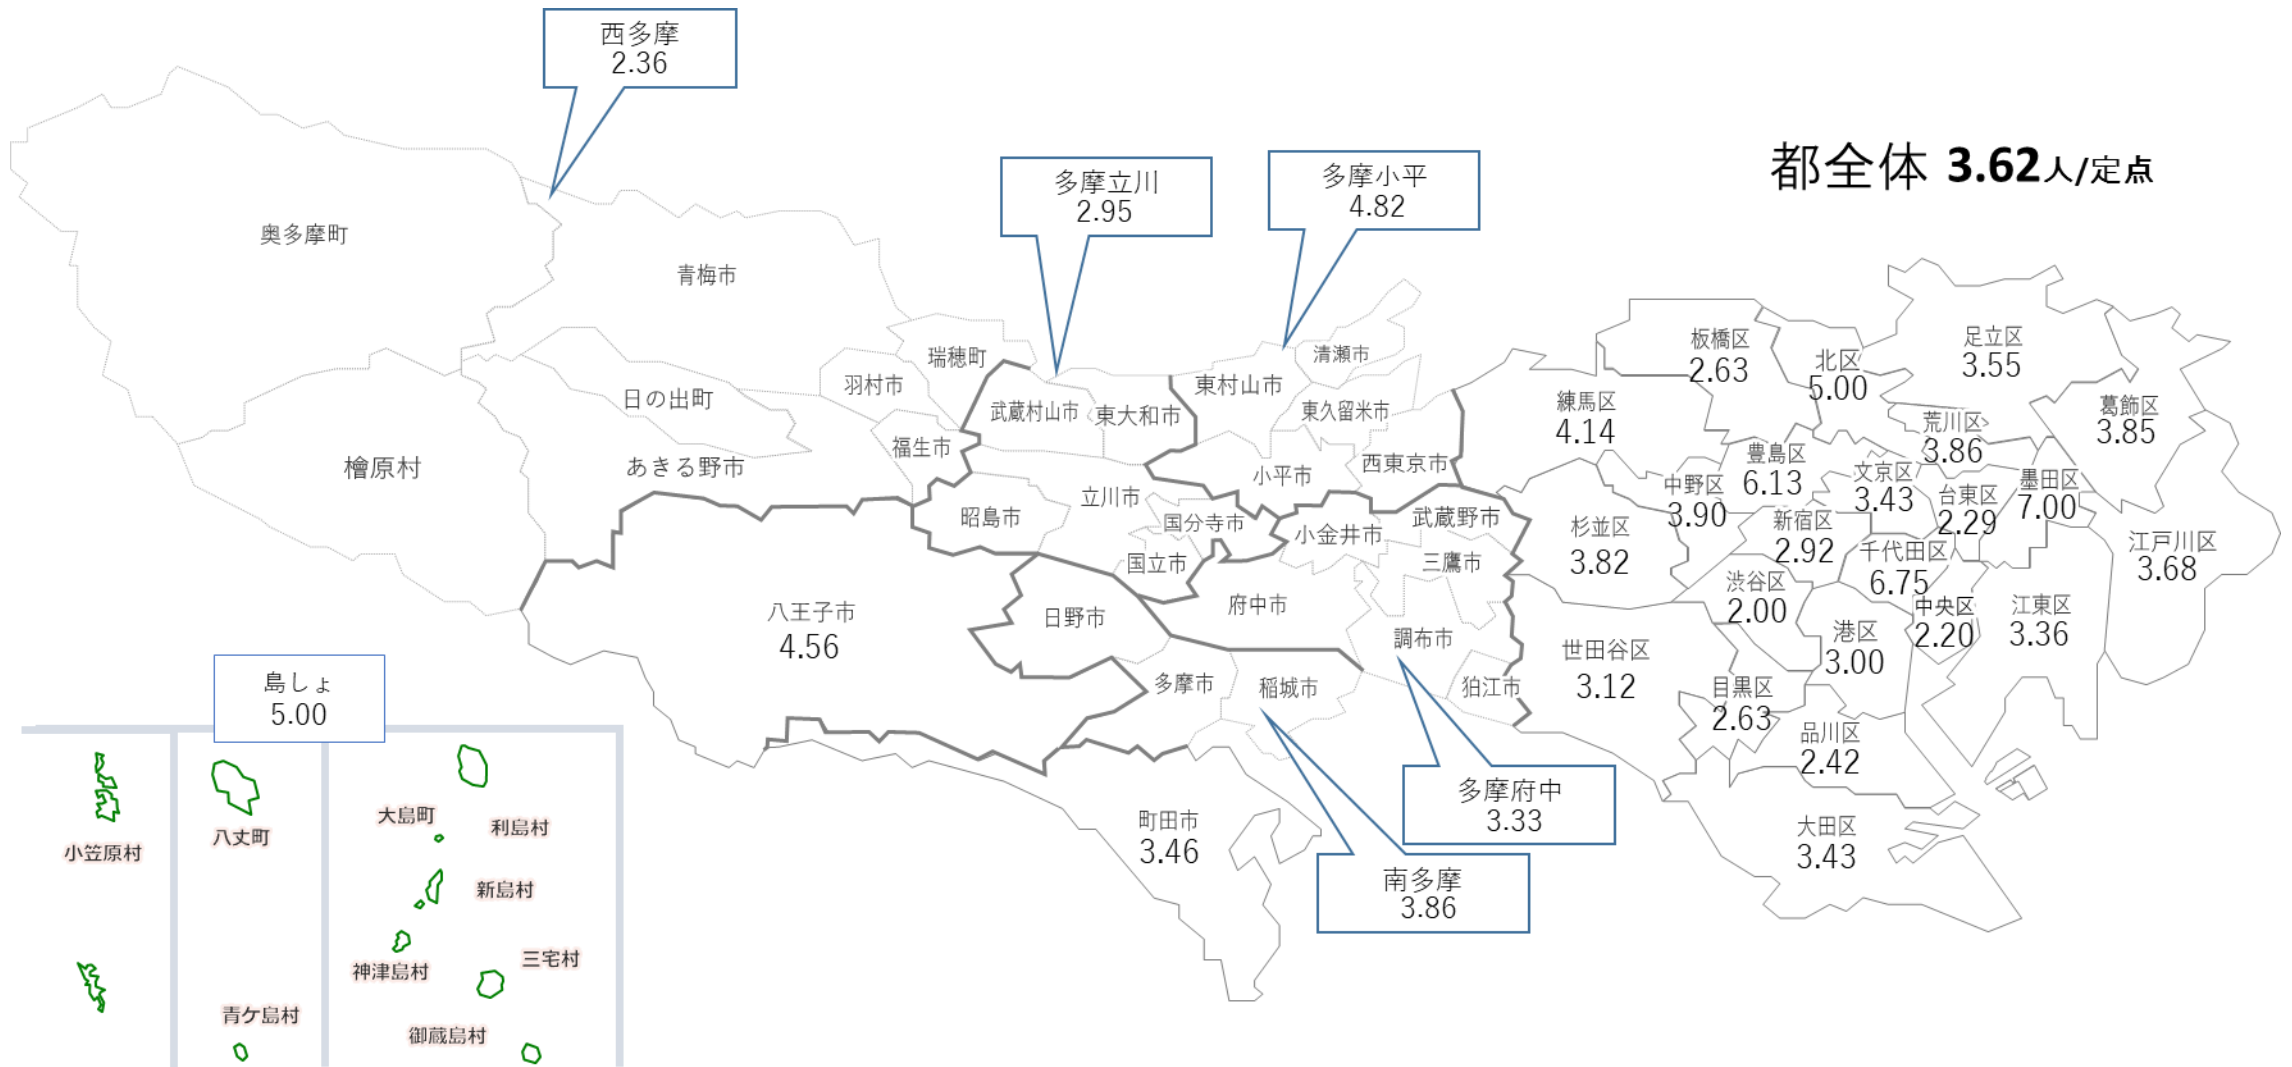 西多摩
2.36
多摩立川
2.95
多摩小平
4.82
都全体 3.62人/定点
奥多摩町
青梅市
瑞穂町
羽村市
日の出町
福生市
あきる野市
檜原村
武蔵村山市
東大和市
東村山市
清瀬市
東久留米市
小平市
西東京市
立川市
昭島市
国分寺市
国立市
小金井市
武蔵野市
三鷹市
府中市
調布市
狛江市
日野市
八王子市
4.56
多摩市
稲城市
町田市
3.46
多摩府中
3.33
南多摩
3.86
板橋区
2.63
北区
5.00
足立区
3.55
葛飾区
3.85
練馬区
4.14
荒川区
3.86
豊島区
6.13
文京区
3.43
台東区
2.29
墨田区
7.00
中野区
3.90
杉並区
3.82
新宿区
2.92
千代田区
6.75
江戸川区
3.68
渋谷区
2.00
中央区
2.20
江東区
3.36
港区
3.00
世田谷区
3.12
目黒区
2.63
品川区
2.42
大田区
3.43
島しょ
5.00
小笠原村
八丈町
青ケ島村
大島町
利島村
新島村
神津島村
三宅村
御蔵島村